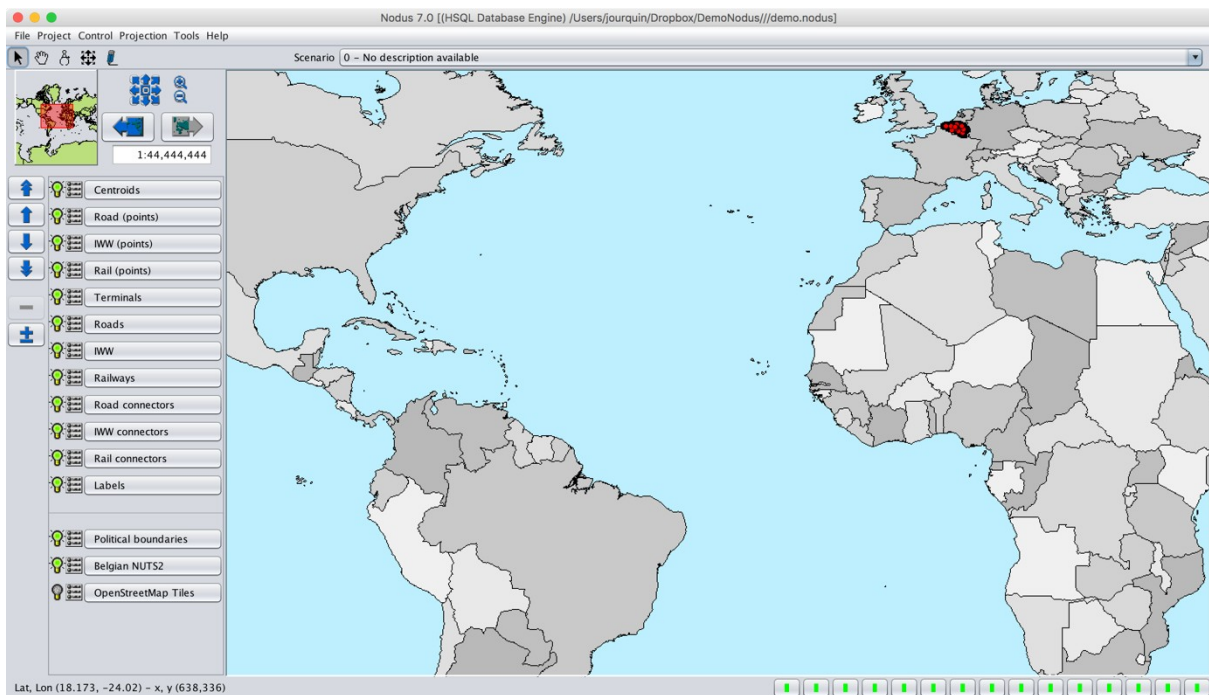 Nodus 7.0 [(HSQL Database Engine) /Users/jourquin/Dropbox/DemoNodus///demo.nodus]
File Project Control Projection Tools Help
Scenario 0 - No description available
1:44,444,444
Centroids
Road (points)
IWW (points)
Rail (points)
Terminals
Roads
IWW
Railways
Road connectors
IWW connectors
Rail connectors
Labels
Political boundaries
Belgian NUTS2
OpenStreetMap Tiles
Lat, Lon (18.173, -24.02) - x, y (638,336)